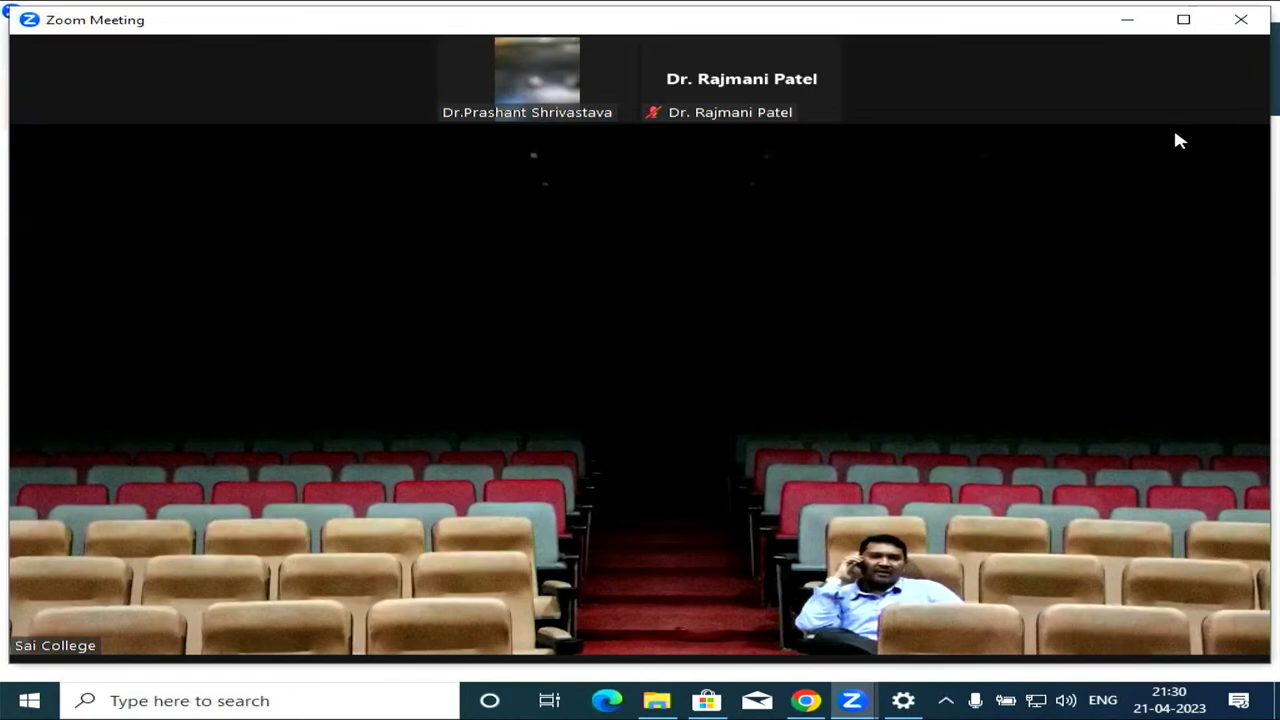 Zoom Meeting
Dr. Rajmani Patel
Dr.Prashant Shrivastava
Dr. Rajmani Patel
Sai College
Type here to search
ENG
21:30
21-04-2023